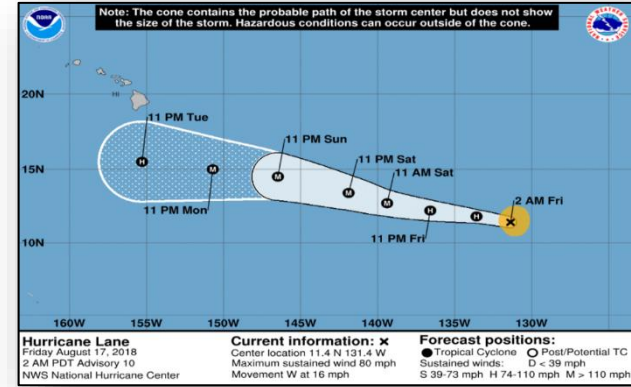 Note: The cone contains the probable path of the storm center but does not show
the size of the storm. Hazardous conditions can occur outside of the cone.
NOAA
HI
20N
11 PM Tue
11 PM Sun
11 PM Sat
11 AM Sat
2 AM Fri
15N
H
M
M
M
M
H
H
11 PM Mon
11 PM Fri
10N
160W
155W
150W
145W
140W
135W
130W
Hurricane Lane
Friday August 17, 2018
2 AM PDT Advisory 10
NWS National Hurricane Center
Current information: ×
Center location 11.4 N 131.4 W
Maximum sustained wind 80 mph
Movement W at 16 mph
Forecast positions:
Tropical Cyclone Post/Potential TC
Sustained winds: D < 39 mph
S 39-73 mph H 74-110 mph M > 110 mph